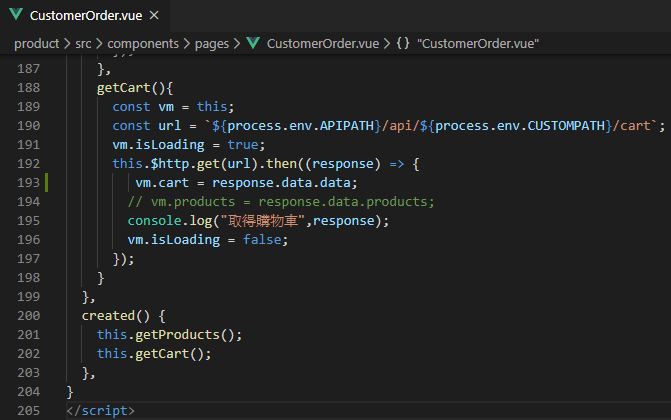 CustomerOrder.vue ×
product > src > components > pages > CustomerOrder.vue > {} "CustomerOrder.vue"
187 },
188 getCart(){
189 const vm = this;
190 const url = `${process.env.APIPATH}/api/${process.env.CUSTOMPATH}/cart`;
191 vm.isLoading = true;
192 this.$http.get(url).then((response) => {
193 vm.cart = response.data.data;
194 // vm.products = response.data.products;
195 console.log("取得購物車",response);
196 vm.isLoading = false;
197 });
198 }
199 },
200 created() {
201 this.getProducts();
202 this.getCart();
203 },
204 }
205 </script>